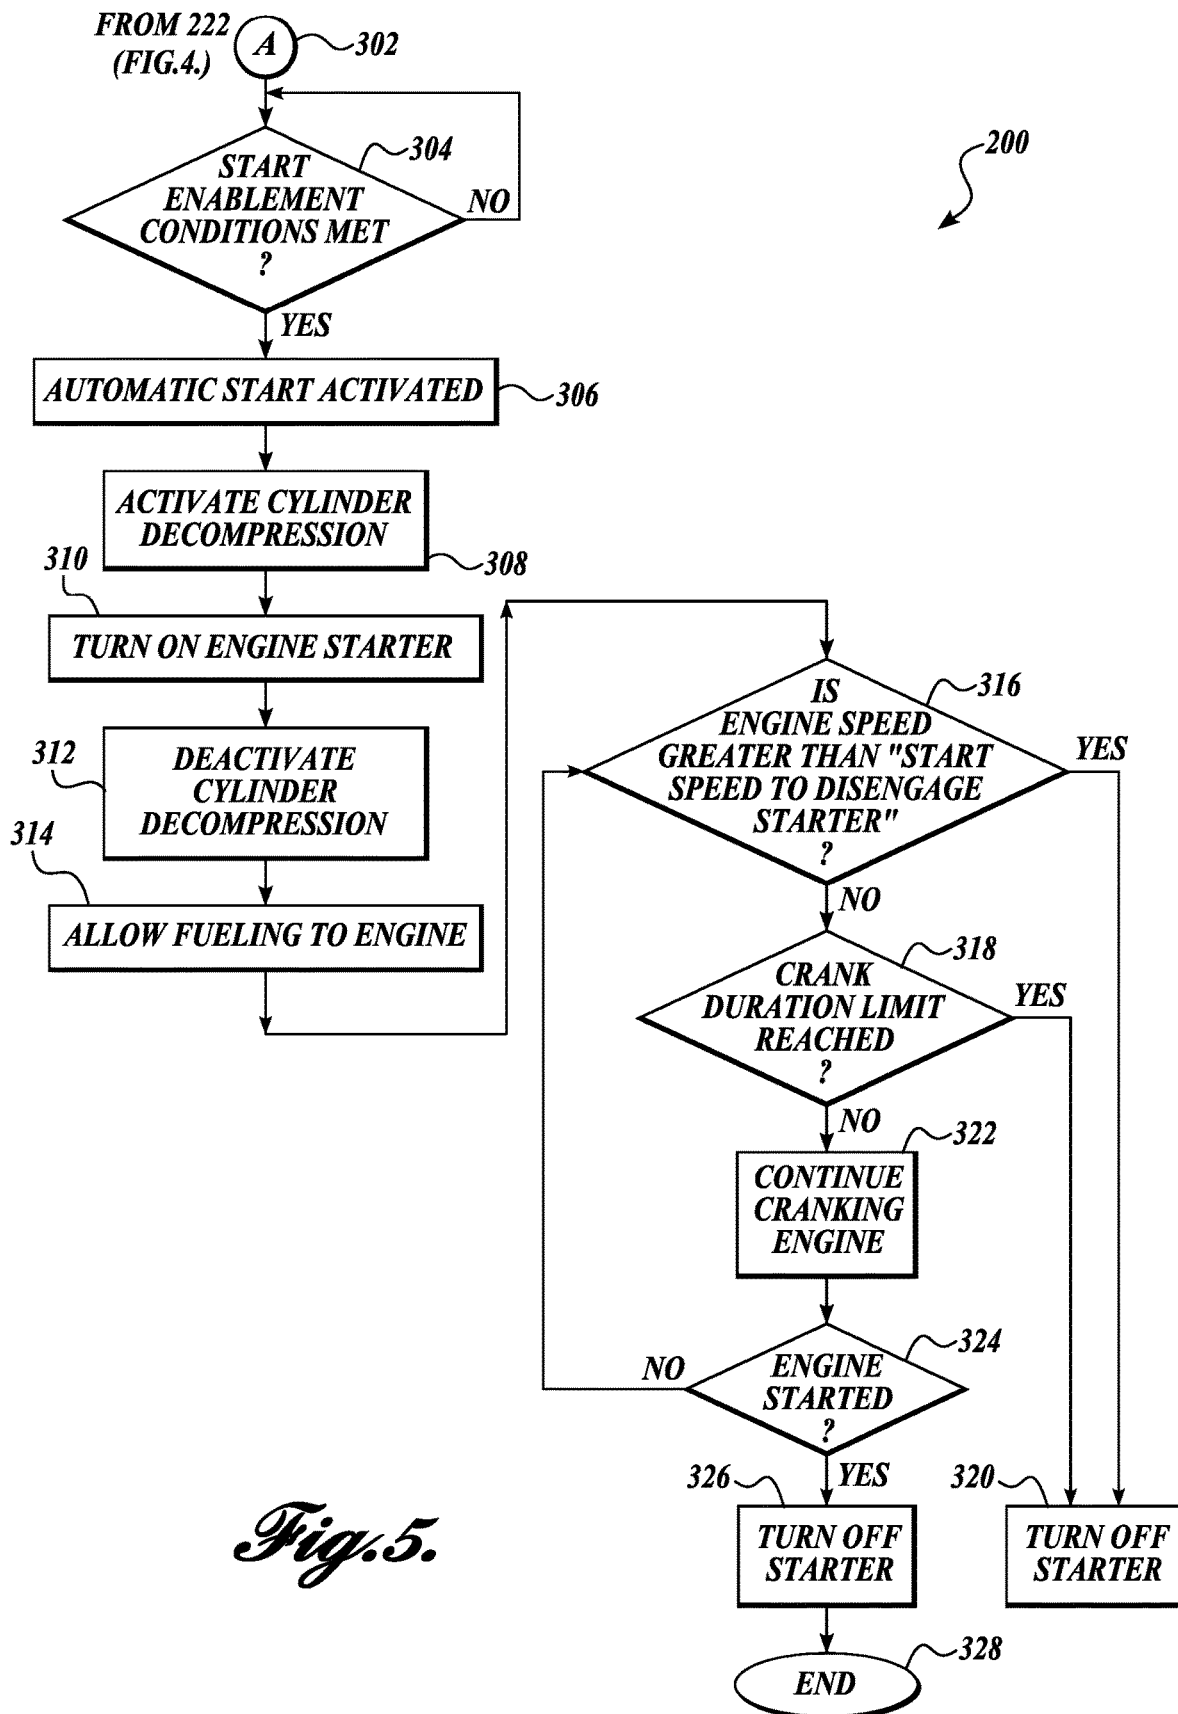 FROM 222
(FIG.4.)
A
302
304
START
ENABLEMENT
CONDITIONS MET
?
NO
YES
200
AUTOMATIC START ACTIVATED
306
ACTIVATE CYLINDER
DECOMPRESSION
308
310
TURN ON ENGINE STARTER
312
DEACTIVATE
CYLINDER
DECOMPRESSION
314
ALLOW FUELING TO ENGINE
316
IS
ENGINE SPEED
GREATER THAN "START
SPEED TO DISENGAGE
STARTER"
?
YES
NO
318
CRANK
DURATION LIMIT
REACHED
?
YES
NO
322
CONTINUE
CRANKING
ENGINE
324
ENGINE
STARTED
?
NO
YES
326
TURN OFF
STARTER
320
TURN OFF
STARTER
328
END
Fig.5.